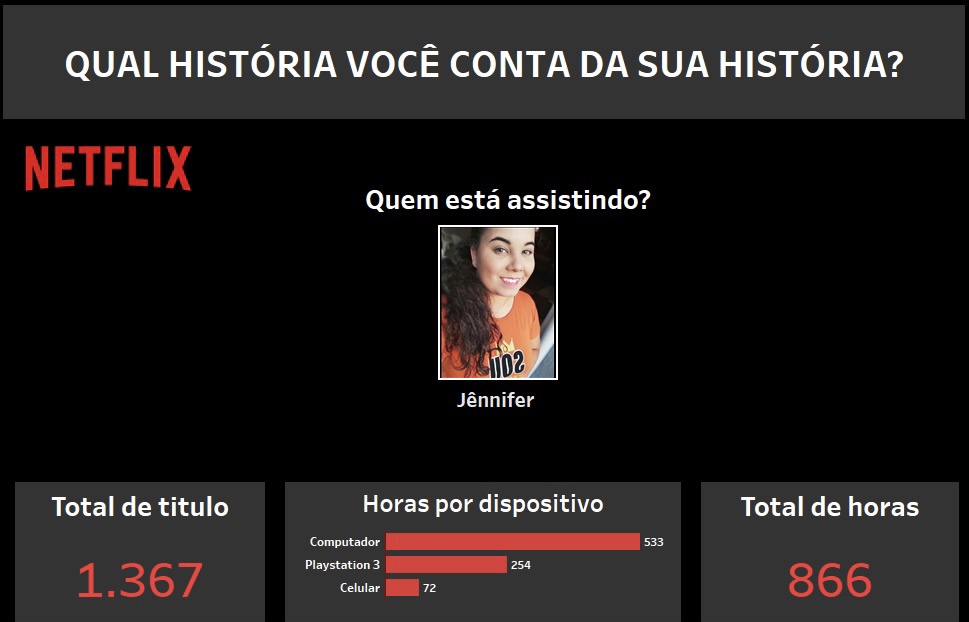 QUAL HISTÓRIA VOCÊ CONTA DA SUA HISTÓRIA?
NETFLIX
Quem está assistindo?
Jênnifer
Total de titulo
1.367
Horas por dispositivo
Computador 533
Playstation 3 254
Celular 72
Total de horas
866